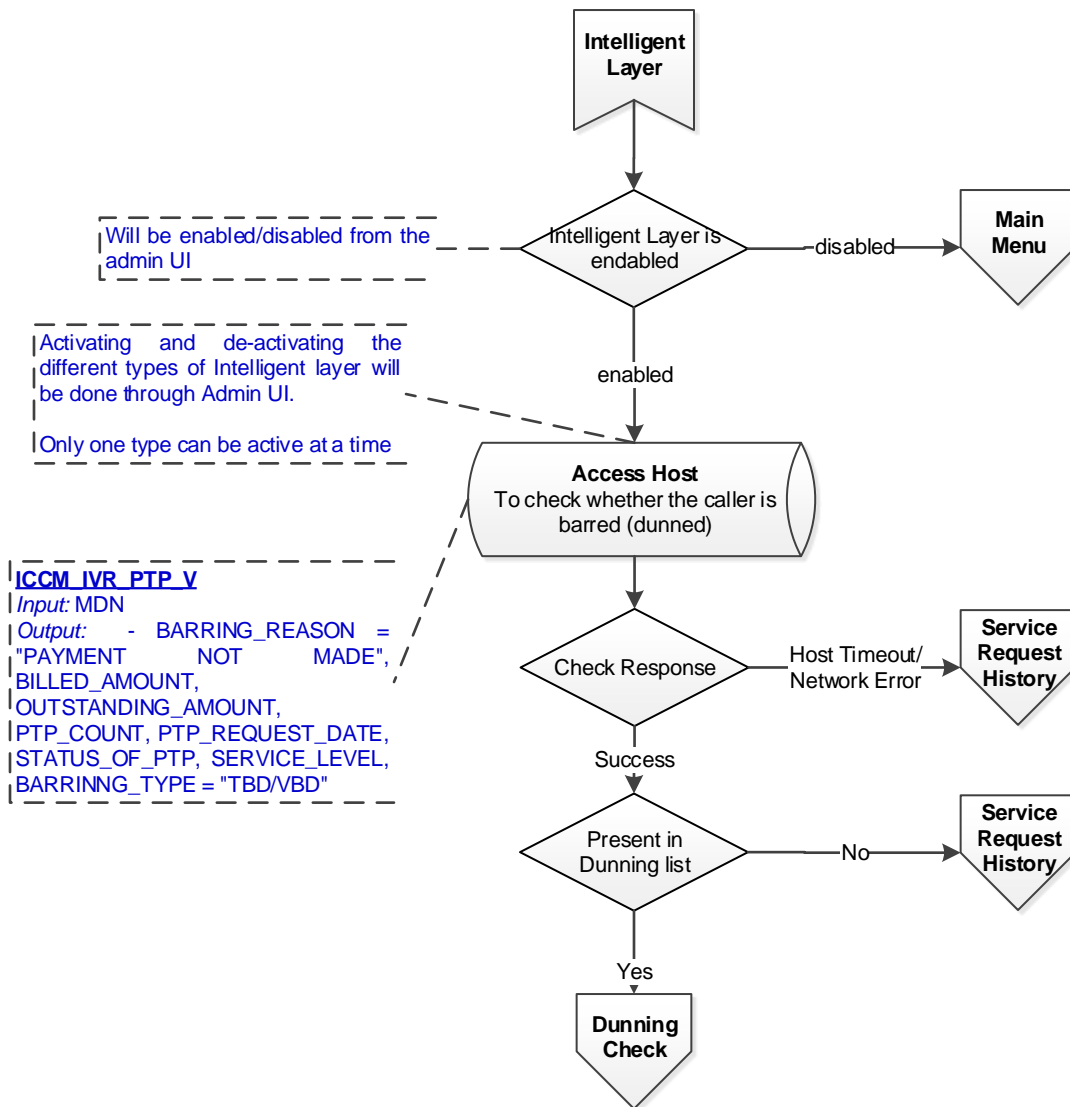 Intelligent
Layer
Intelligent Layer is
endabled
disabled
Main
Menu
Will be enabled/disabled from the
admin UI
Activating and de-activating the
different types of Intelligent layer will
be done through Admin UI.
Only one type can be active at a time
enabled
Access Host
To check whether the caller is
barred (dunned)
ICCM_IVR_PTP_V
Input: MDN
Output: - BARRING_REASON =
"PAYMENT NOT MADE",
BILLED_AMOUNT,
OUTSTANDING_AMOUNT,
PTP_COUNT, PTP_REQUEST_DATE,
STATUS_OF_PTP, SERVICE_LEVEL,
BARRINNG_TYPE = "TBD/VBD"
Check Response
Host Timeout/
Network Error
Service
Request
History
Success
Present in
Dunning list
No
Service
Request
History
Yes
Dunning
Check